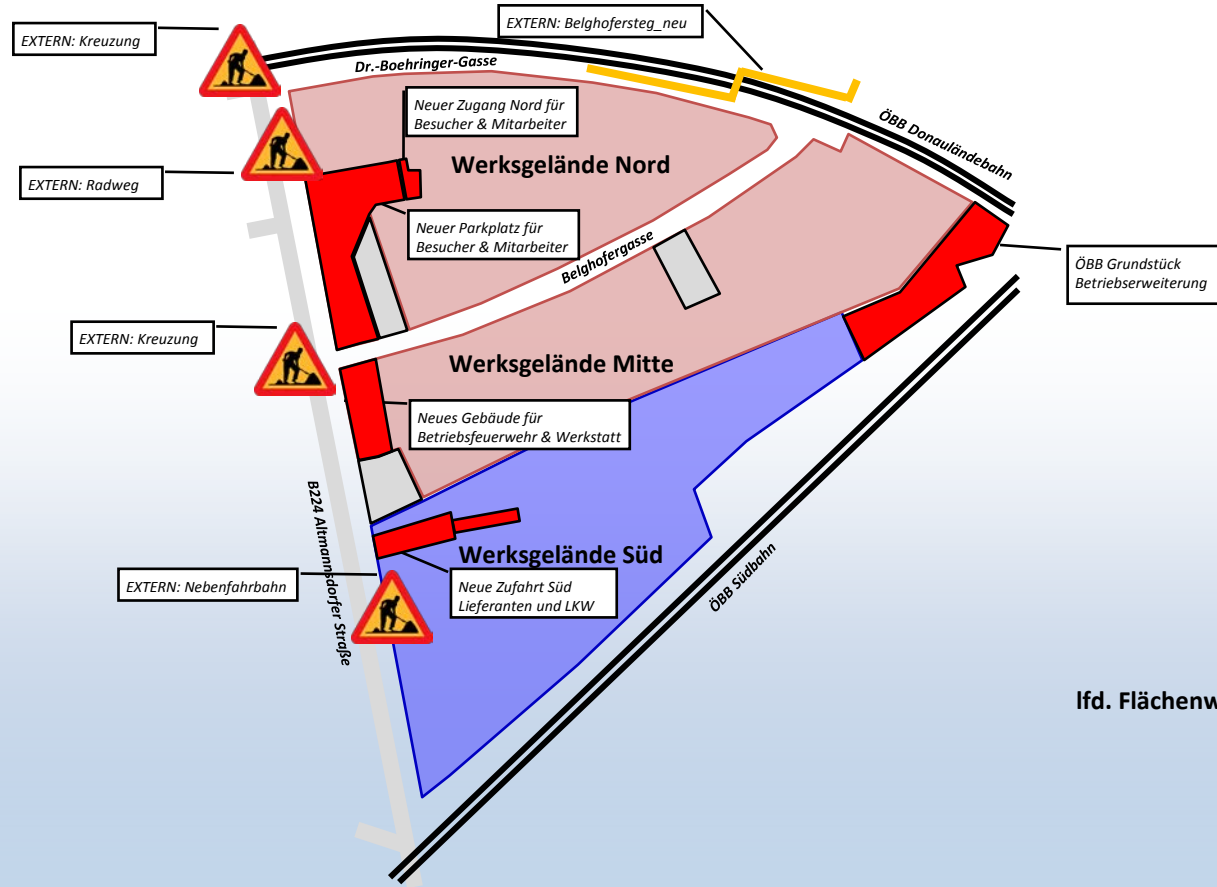 EXTERN: Kreuzung
EXTERN: Belghofersteg_neu
Dr.-Boehringer-Gasse
Neuer Zugang Nord für
Besucher & Mitarbeiter
ÖBB Donauländebahn
Werksgelände Nord
EXTERN: Radweg
Neuer Parkplatz für
Besucher & Mitarbeiter
Belghofergasse
ÖBB Grundstück
Betriebserweiterung
EXTERN: Kreuzung
Werksgelände Mitte
Neues Gebäude für
Betriebsfeuerwehr & Werkstatt
B224 Altmannsdorfer Straße
Werksgelände Süd
EXTERN: Nebenfahrbahn
Neue Zufahrt Süd
Lieferanten und LKW
ÖBB Südbahn
lfd. Flächenw